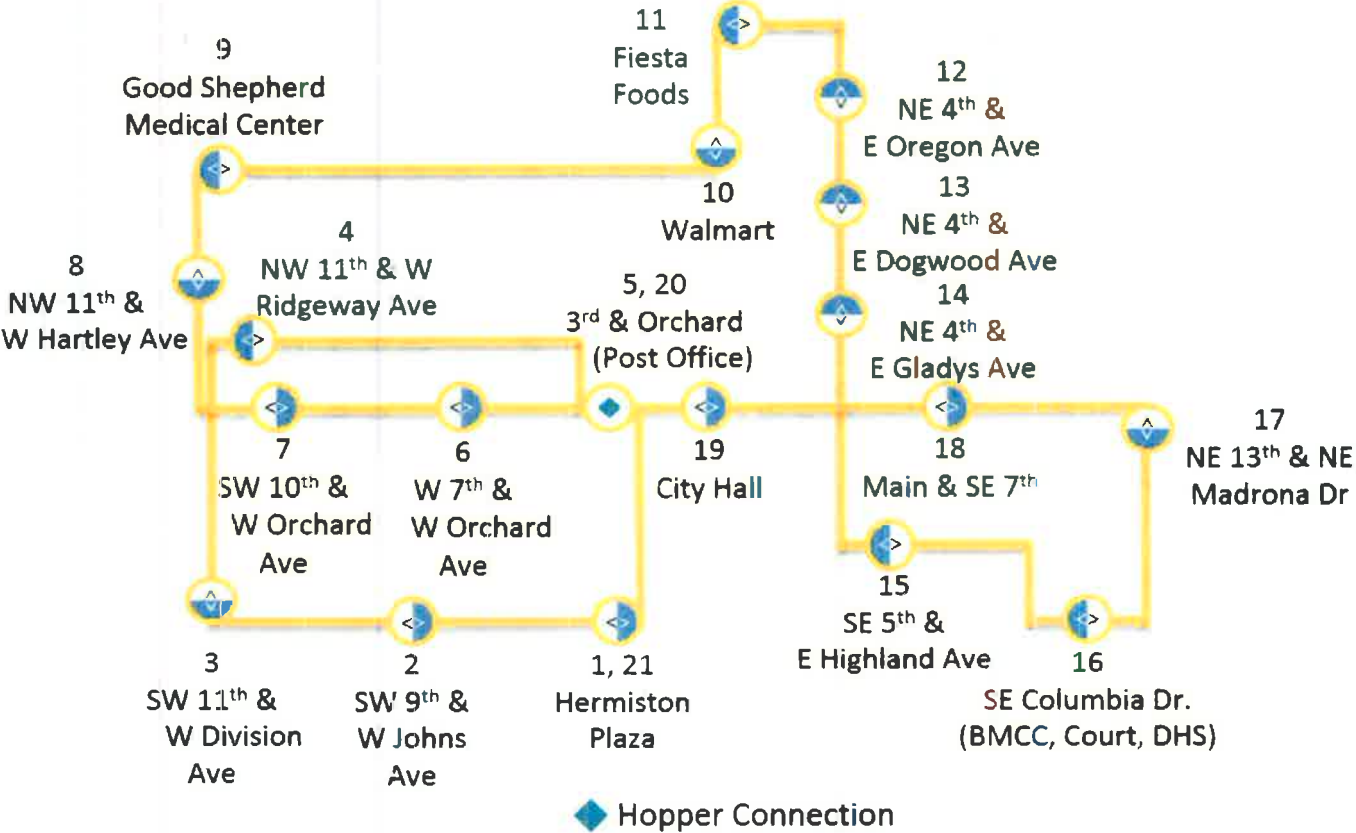 11
Fiesta
Foods
9
Good Shepherd
Medical Center
12
NE 4th &
E Oregon Ave
10
Walmart
13
NE 4th &
E Dogwood Ave
4
NW 11th & W
Ridgeway Ave
8
NW 11th &
W Hartley Ave
5, 20
3rd & Orchard
(Post Office)
14
NE 4th &
E Gladys Ave
7
SW 10th &
W Orchard
Ave
6
W 7th &
W Orchard
Ave
19
City Hall
18
Main & SE 7th
17
NE 13th & NE
Madrona Dr
15
SE 5th &
E Highland Ave
3
SW 11th &
W Division
Ave
2
SW 9th &
W Johns
Ave
1, 21
Hermiston
Plaza
16
SE Columbia Dr.
(BMCC, Court, DHS)
Hopper Connection